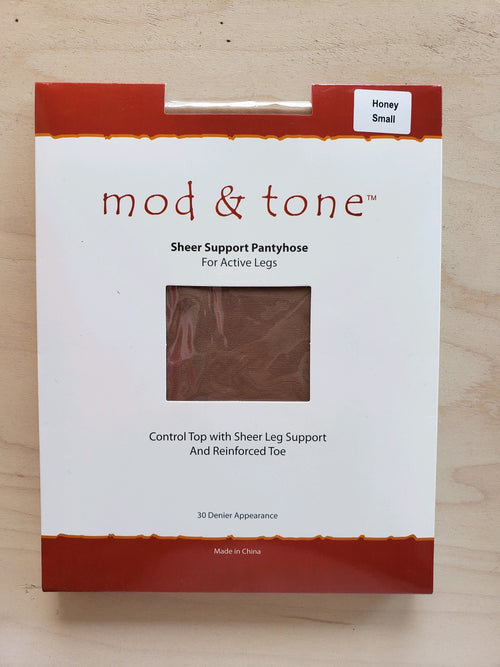 Honey
Small
mod & tone™
Sheer Support Pantyhose
For Active Legs
Control Top with Sheer Leg Support
And Reinforced Toe
30 Denier Appearance
Made in China